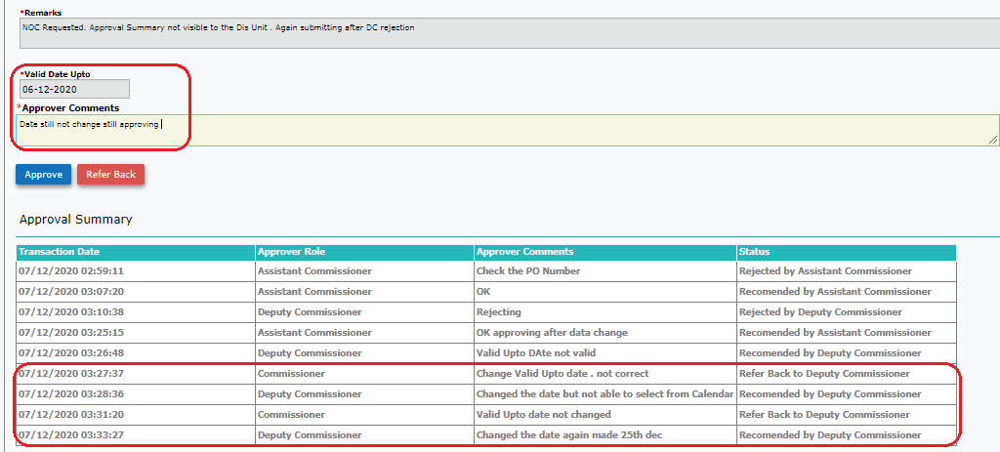 *Remarks
NOC Requested. Approval Summary not visible to the Dis Unit . Again submitting after DC rejection
*Valid Date Upto
06-12-2020
*Approver Comments
Date still not change still approving
Approve Refer Back
Approval Summary
Transaction Date Approver Role Approver Comments Status
07/12/2020 02:59:11 Assistant Commissioner Check the PO Number Rejected by Assistant Commissioner
07/12/2020 03:07:20 Assistant Commissioner OK Recomended by Assistant Commissioner
07/12/2020 03:10:38 Deputy Commissioner Rejecting Rejected by Deputy Commissioner
07/12/2020 03:25:15 Assistant Commissioner OK approving after data change Recomended by Assistant Commissioner
07/12/2020 03:26:48 Deputy Commissioner Valid Upto DAte not valid Recomended by Deputy Commissioner
07/12/2020 03:27:37 Commissioner Change Valid Upto date . not correct Refer Back to Deputy Commissioner
07/12/2020 03:28:36 Deputy Commissioner Changed the date but not able to select from Calendar Recomended by Deputy Commissioner
07/12/2020 03:31:20 Commissioner Valid Upto date not changed Refer Back to Deputy Commissioner
07/12/2020 03:33:27 Deputy Commissioner Changed the date again made 25th dec Recomended by Deputy Commissioner